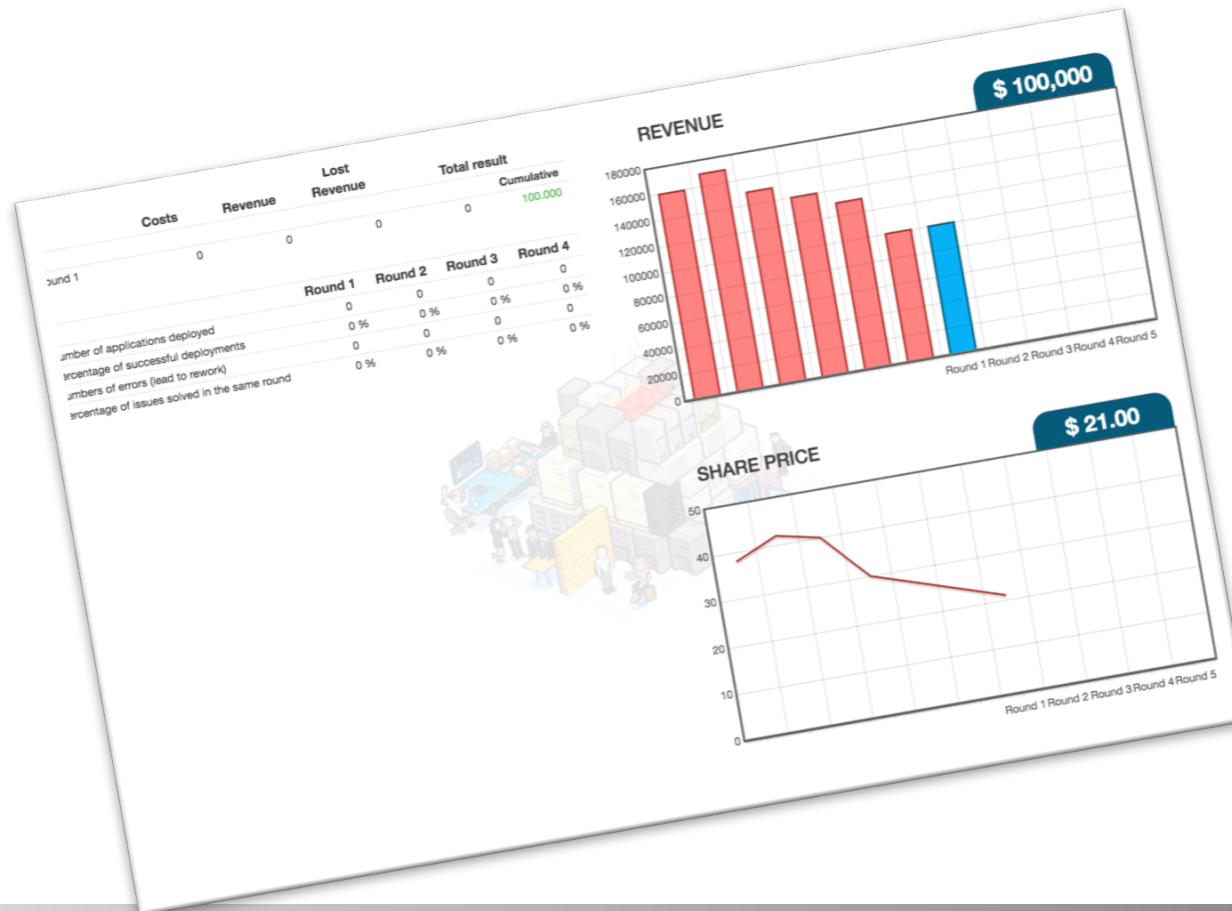 Costs Revenue Lost Revenue Total result
Cumulative
ound 1 0 0 0 0 100.000
Round 1 Round 2 Round 3 Round 4
umber of applications deployed 0 0 0 0
ercentage of successful deployments 0 % 0 % 0 % 0 %
umbers of errors (lead to rework) 0 0 0 0
ercentage of issues solved in the same round 0 % 0 % 0 % 0 %
REVENUE
$ 100,000
180000
160000
140000
120000
100000
80000
60000
40000
20000
0
Round 1 Round 2 Round 3 Round 4 Round 5
SHARE PRICE
$ 21.00
50
40
30
20
10
0
Round 1 Round 2 Round 3 Round 4 Round 5